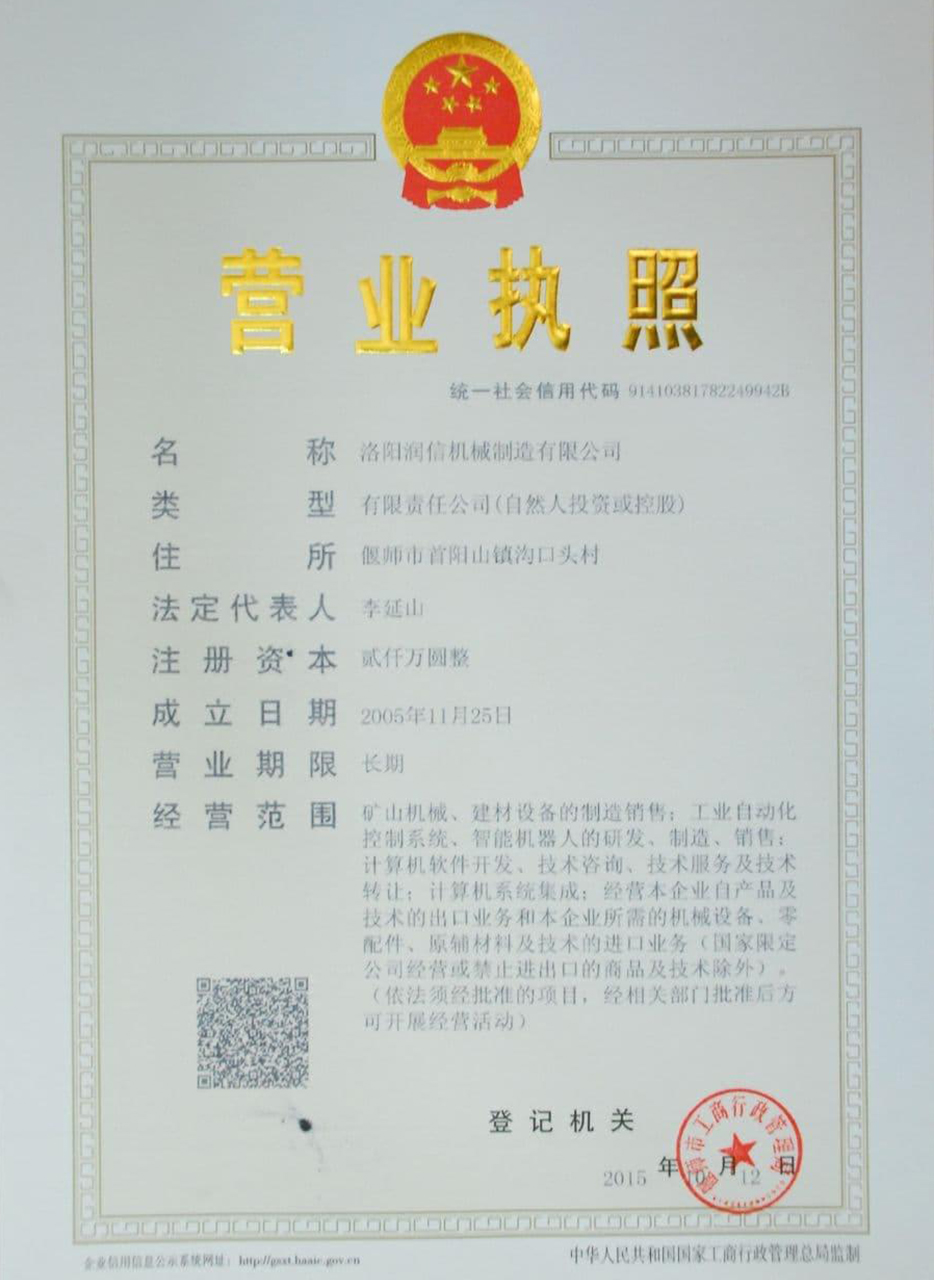 营业执照
统一社会信用代码 91410381782249942B
名称 洛阳润信机械制造有限公司
类型 有限责任公司(自然人投资或控股)
住所 偃师市首阳山镇沟口头村
法定代表人 李延山
注册资本 贰仟万圆整
成立日期 2005年11月25日
营业期限 长期
经营范围 矿山机械、建材设备的制造销售；工业自动化
控制系统、智能机器人的研发、制造、销售；
计算机软件开发、技术咨询、技术服务及技术
转让；计算机系统集成；经营本企业自产品及
技术的出口业务和本企业所需的机械设备、零
配件、原辅材料及技术的进口业务（国家限定
公司经营或禁止进出口的商品及技术除外）。
（依法须经批准的项目，经相关部门批准后方
可开展经营活动）
登记机关
偃师市工商行政管理局
2015 年 10 月 12 日
企业信用信息公示系统网址：http://gsxt.haaic.gov.cn
中华人民共和国国家工商行政管理总局监制